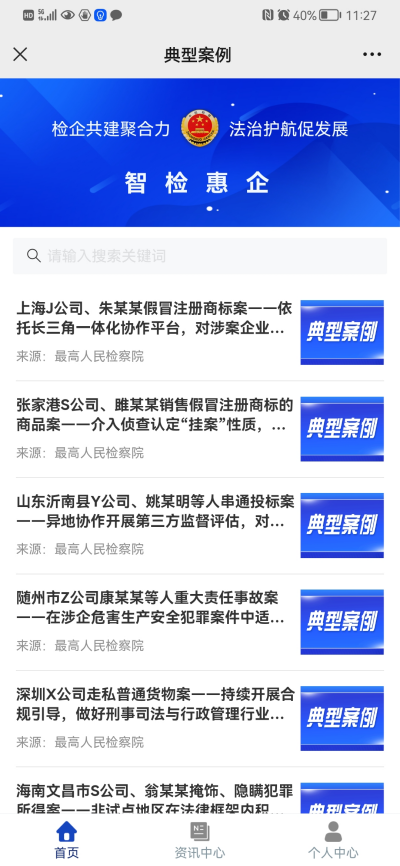 HD 5G 40% 11:27
典型案例
检企共建聚合力 法治护航促发展
智检惠企
请输入搜索关键词
上海J公司、朱某某假冒注册商标案——依
托长三角一体化协作平台，对涉案企业...
来源：最高人民检察院
典型案例
张家港S公司、雎某某销售假冒注册商标的
商品案——介入侦查认定“挂案”性质，...
来源：最高人民检察院
典型案例
山东沂南县Y公司、姚某明等人串通投标案
——异地协作开展第三方监督评估，对...
来源：最高人民检察院
典型案例
随州市Z公司康某某等人重大责任事故案
——在涉企危害生产安全犯罪案件中适...
来源：最高人民检察院
典型案例
深圳X公司走私普通货物案——持续开展合
规引导，做好刑事司法与行政管理行业...
来源：最高人民检察院
典型案例
海南文昌市S公司、翁某某掩饰、隐瞒犯罪
所得案——非试点地区在法律框架内积...
典型案例
首页 资讯中心 个人中心